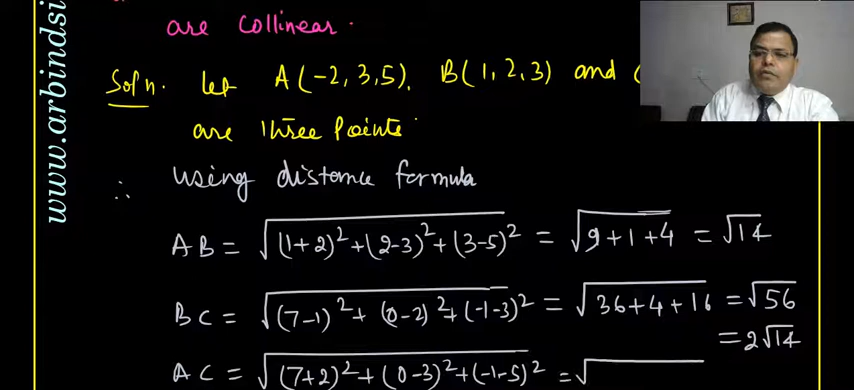 are collinear.
Solⁿ. Let A(-2, 3, 5). B(1, 2, 3) and
are three points.
∴ Using distance formula
AB = √((1+2)²+(2-3)²+(3-5)²) = √(9+1+4) = √14
BC = √((7-1)²+(0-2)²+(-1-3)²) = √(36+4+16) = √56
= 2√14
AC = √((7+2)²+(0-3)²+(-1-5)²) = √
www.arbindsi